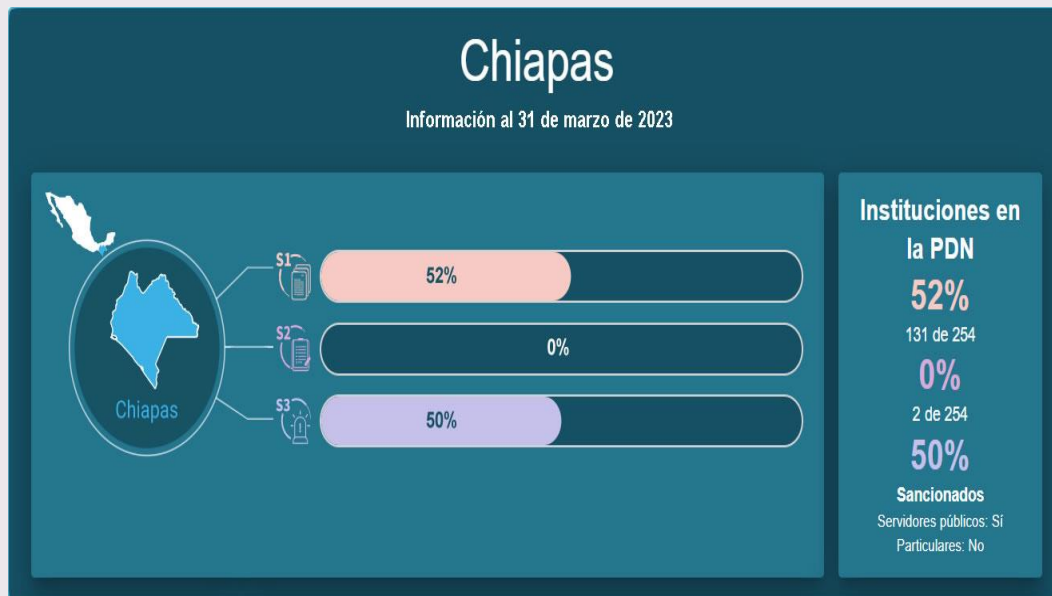 Chiapas
Información al 31 de marzo de 2023
S1
52%
S2
0%
S3
50%
Chiapas
Instituciones en
la PDN
52%
131 de 254
0%
2 de 254
50%
Sancionados
Servidores públicos: Sí
Particulares: No